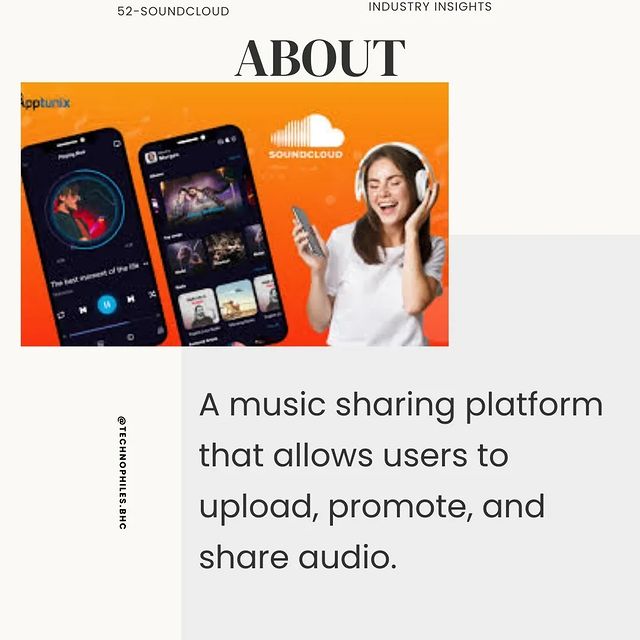 52-SOUNDCLOUD
INDUSTRY INSIGHTS
ABOUT
Apptunix
SOUNDCLOUD
Playing Now
Morgan
The best moment of the life
A music sharing platform
that allows users to
upload, promote, and
share audio.
@TECHNOPHILES.BHC